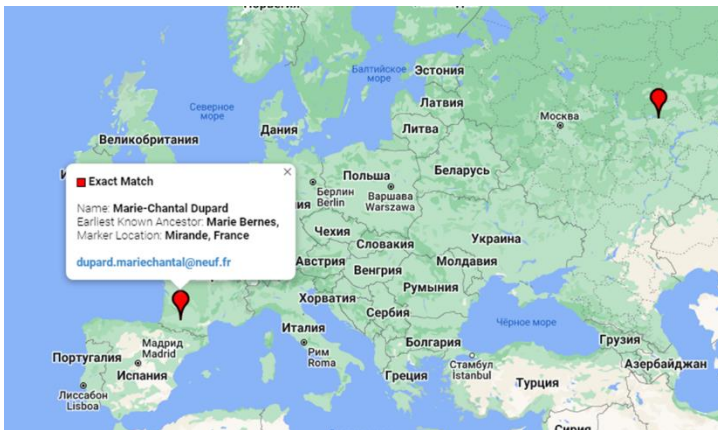 Норвегия
Балтийское
море
Эстония
Северное
море
Латвия
Москва
Дания
Литва
Великобритания
Exact Match
Name: Marie-Chantal Dupard
Earliest Known Ancestor: Marie Bernes,
Marker Location: Mirande, France
dupard.mariechantal@neuf.fr
Польша
Беларусь
Берлин
Berlin
Варшава
Warszawa
Чехия
Украина
Словакия
Австрия
Молдавия
Венгрия
Румыния
Хорватия
Сербия
Чёрное море
Италия
Болгария
Грузия
Мадрид
Madrid
Рим
Roma
Стамбул
İstanbul
Азербайджан
Португалия
Испания
Греция
Турция
Лиссабон
Lisboa
Сирия